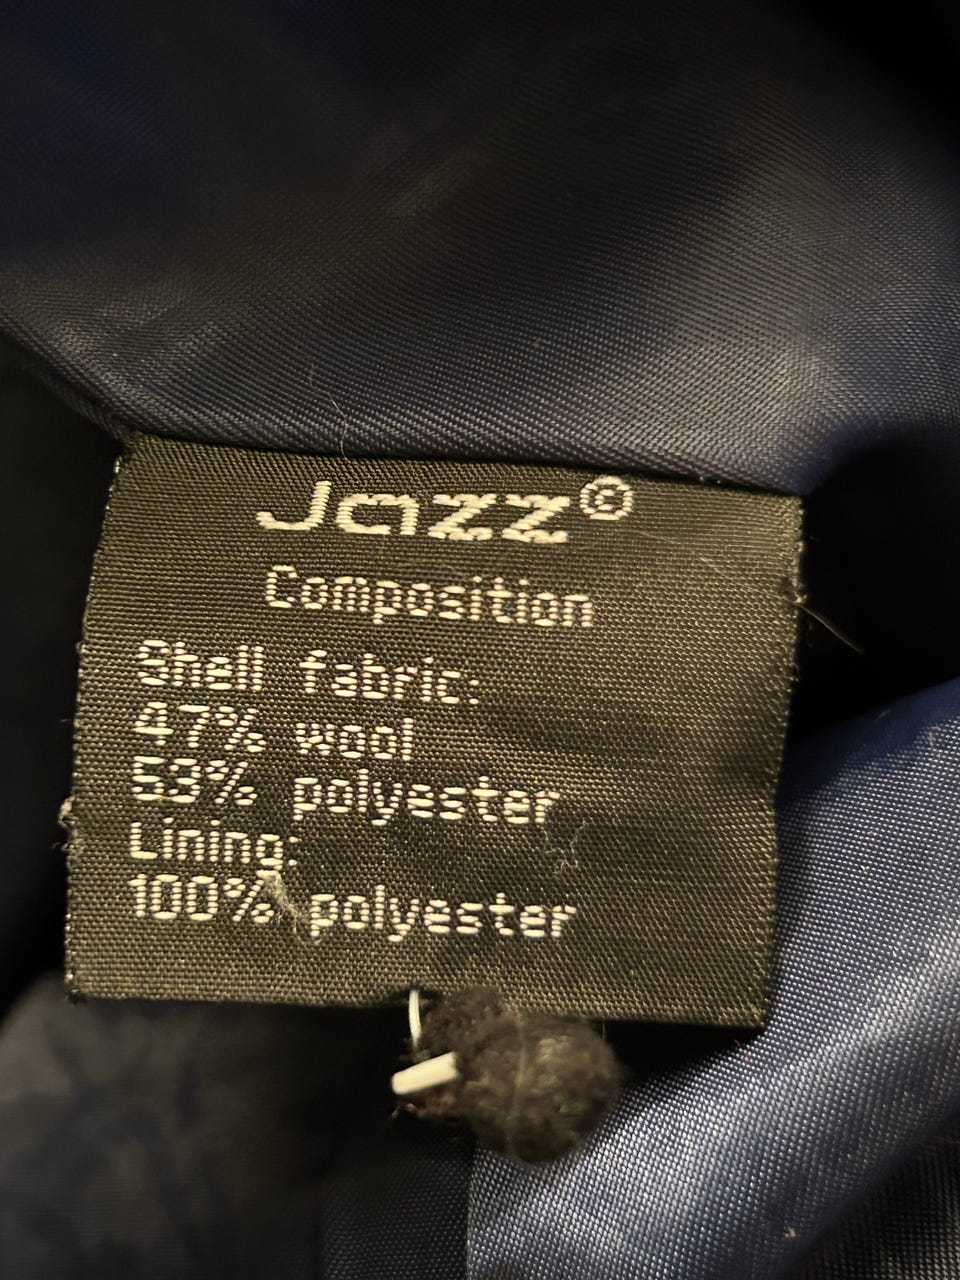 Jazz©
Composition
Shell fabric:
47% wool
53% polyester
Lining:
100% polyester